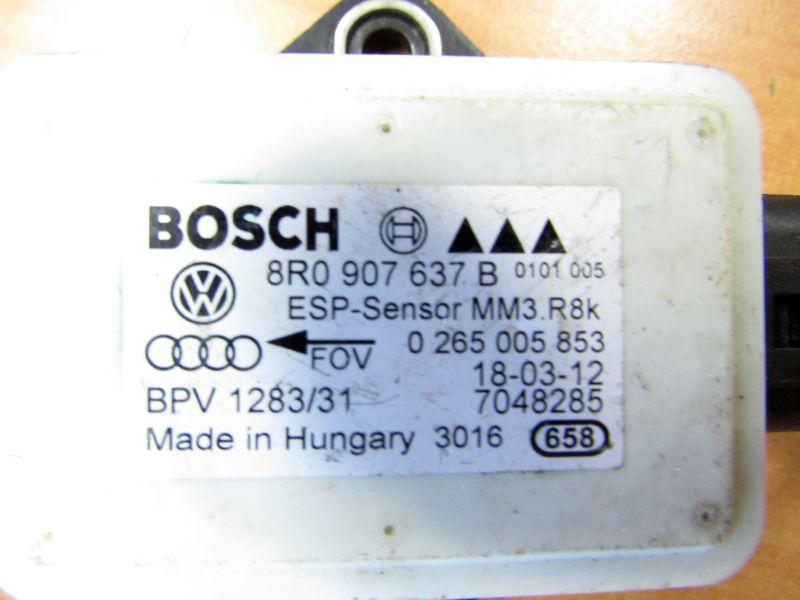 BOSCH
8R0 907 637 B 0101 005
ESP-Sensor MM3.R8k
FOV 0 265 005 853
18-03-12
BPV 1283/31 7048285
Made in Hungary 3016 658